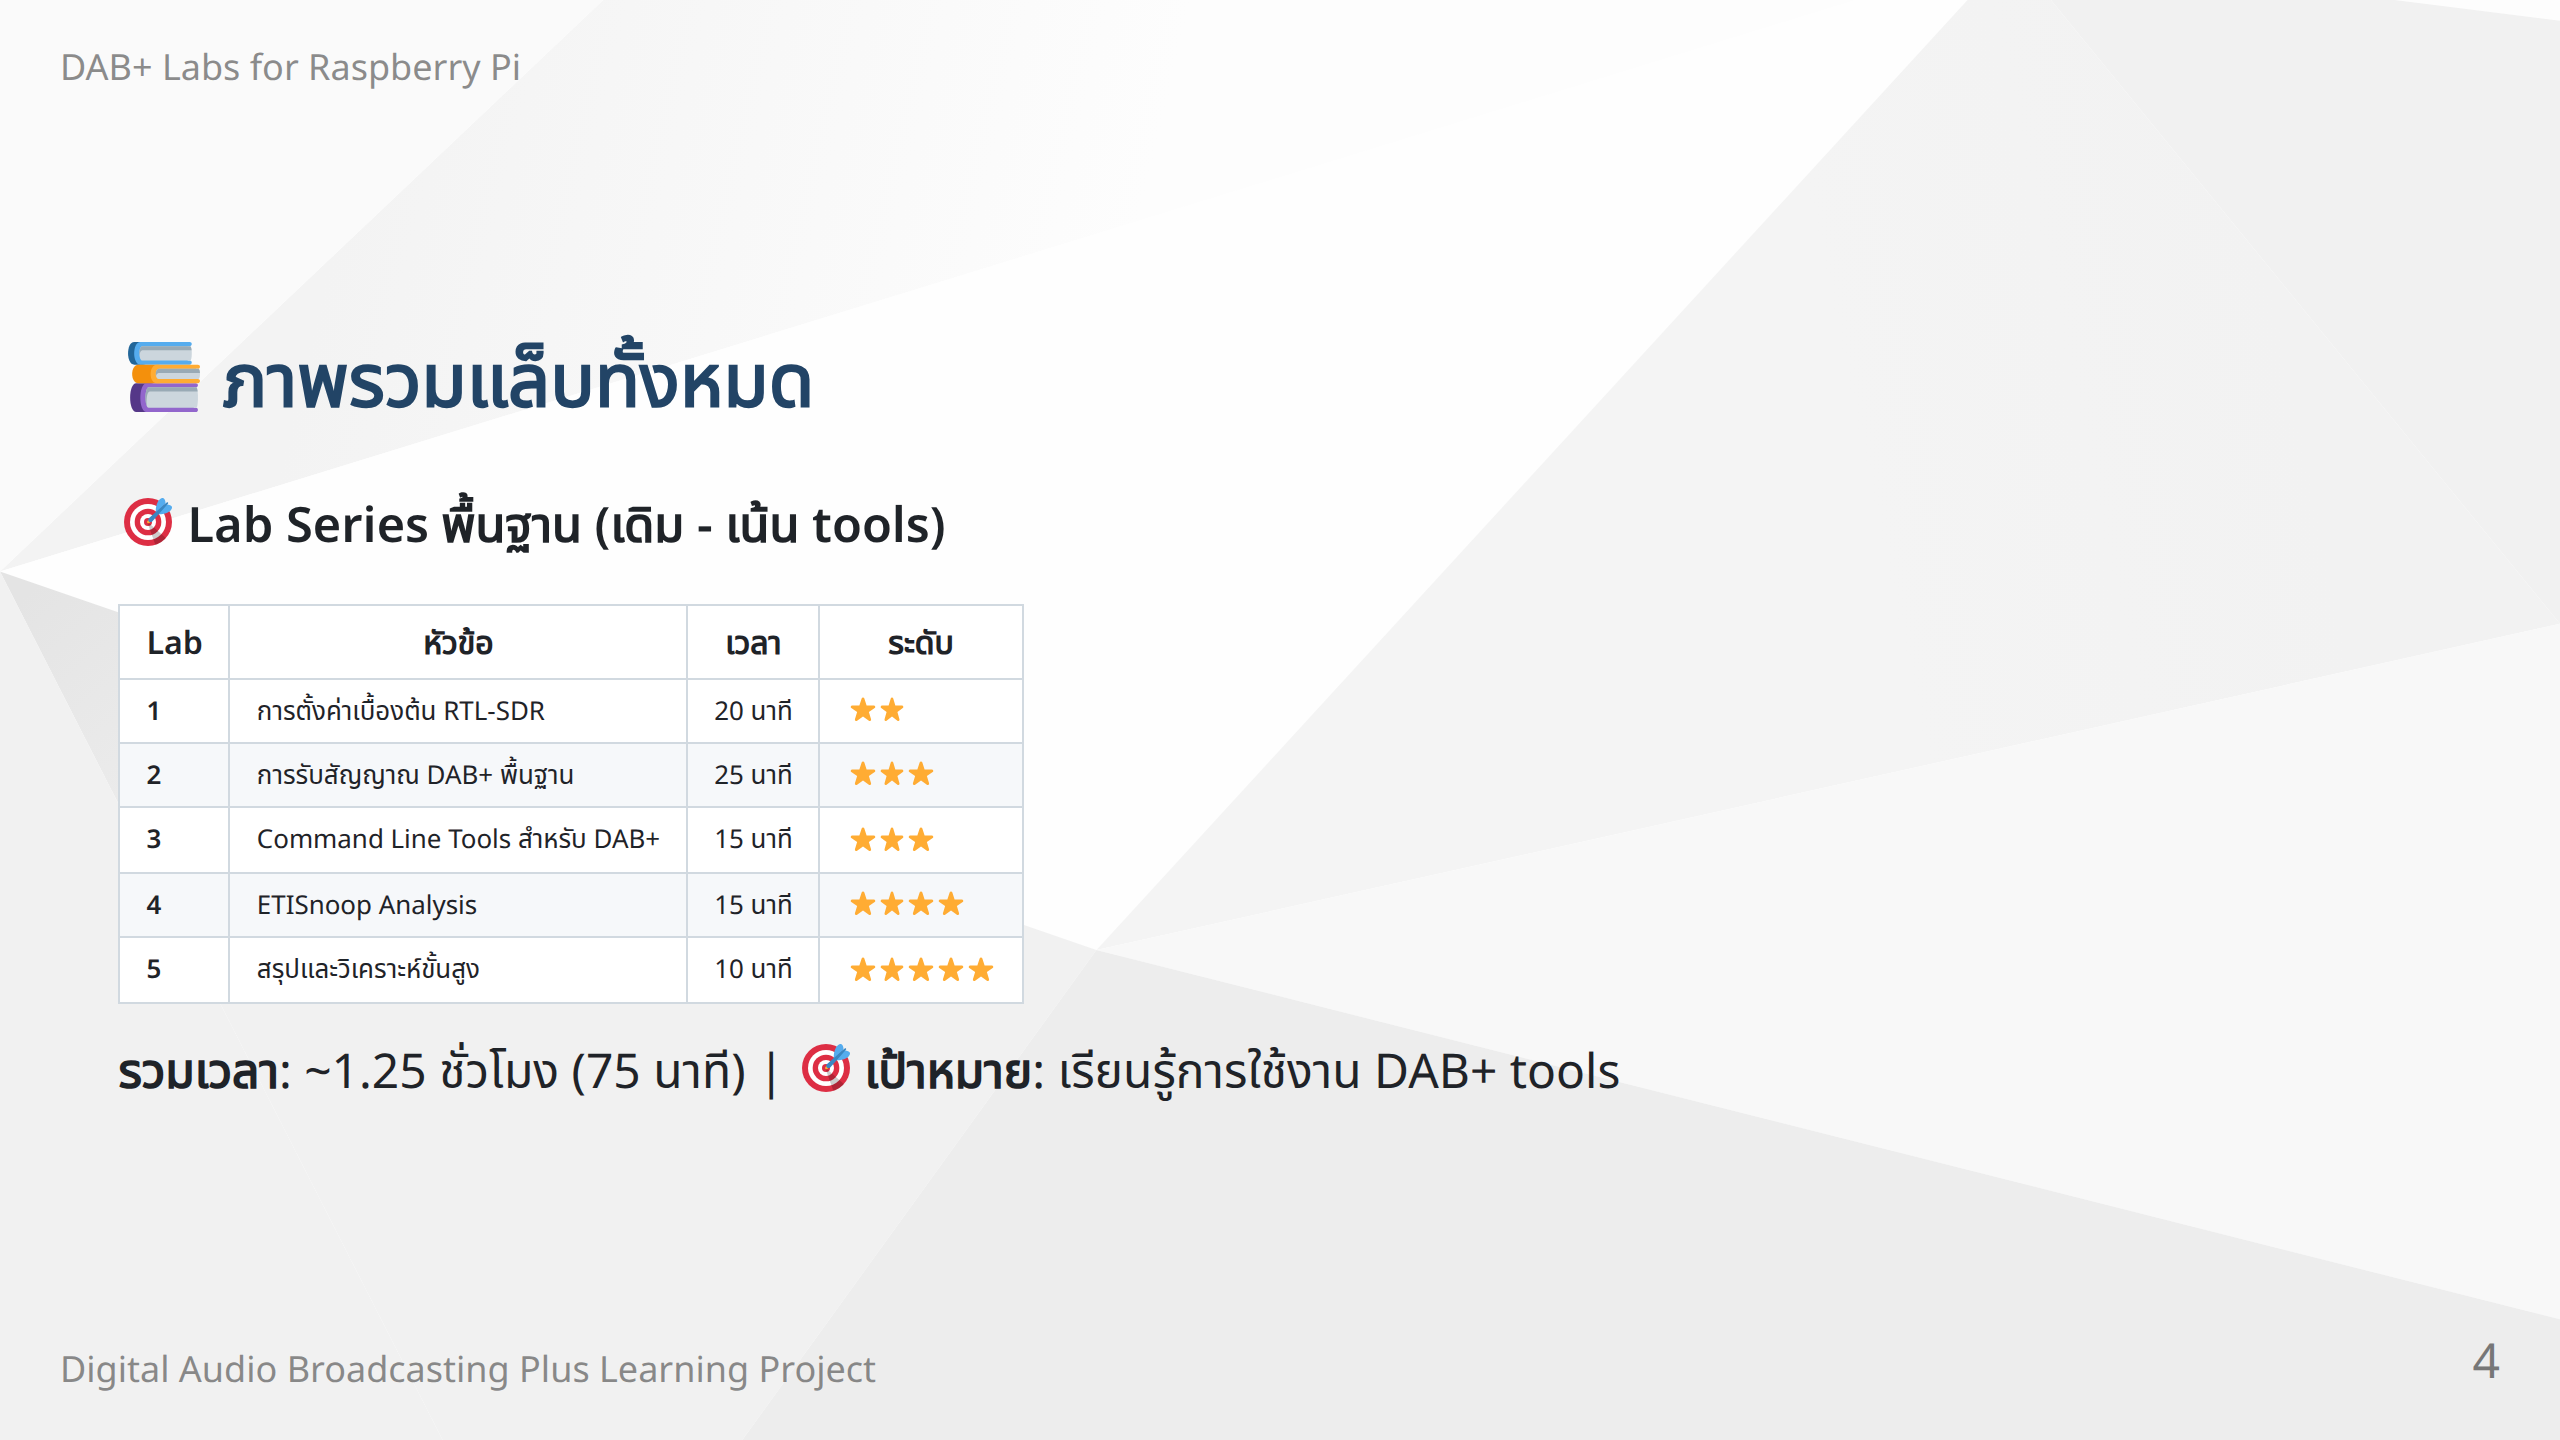 DAB+ Labs for Raspberry Pi
📚 ภาพรวมแล็บทั้งหมด
🎯 Lab Series พื้นฐาน (เดิม - เน้น tools)
Lab หัวข้อ เวลา ระดับ
1 การตั้งค่าเบื้องต้น RTL-SDR 20 นาที ⭐⭐
2 การรับสัญญาณ DAB+ พื้นฐาน 25 นาที ⭐⭐⭐
3 Command Line Tools สำหรับ DAB+ 15 นาที ⭐⭐⭐
4 ETISnoop Analysis 15 นาที ⭐⭐⭐⭐
5 สรุปและวิเคราะห์ขั้นสูง 10 นาที ⭐⭐⭐⭐⭐
รวมเวลา: ~1.25 ชั่วโมง (75 นาที) | 🎯 เป้าหมาย: เรียนรู้การใช้งาน DAB+ tools
Digital Audio Broadcasting Plus Learning Project
4